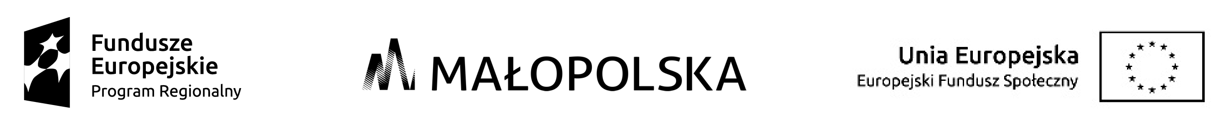 Fundusze
Europejskie
Program Regionalny
MAŁOPOLSKA
Unia Europejska
Europejski Fundusz Społeczny